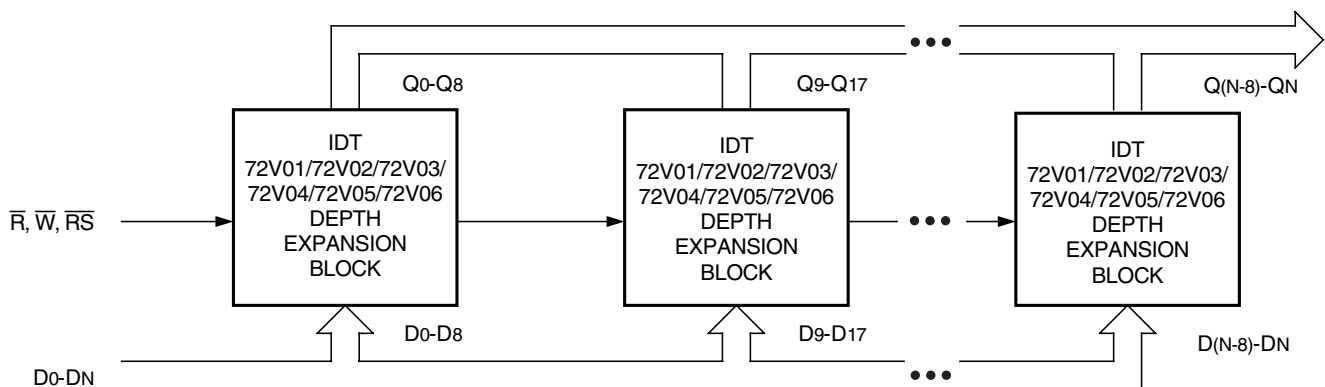 Q0-Q8
Q9-Q17
Q(N-8)-QN
IDT
72V01/72V02/72V03/
72V04/72V05/72V06
DEPTH
EXPANSION
BLOCK
IDT
72V01/72V02/72V03/
72V04/72V05/72V06
DEPTH
EXPANSION
BLOCK
IDT
72V01/72V02/72V03/
72V04/72V05/72V06
DEPTH
EXPANSION
BLOCK
R̅, W̅, R̅S̅
D0-D8
D9-D17
D(N-8)-DN
D0-DN